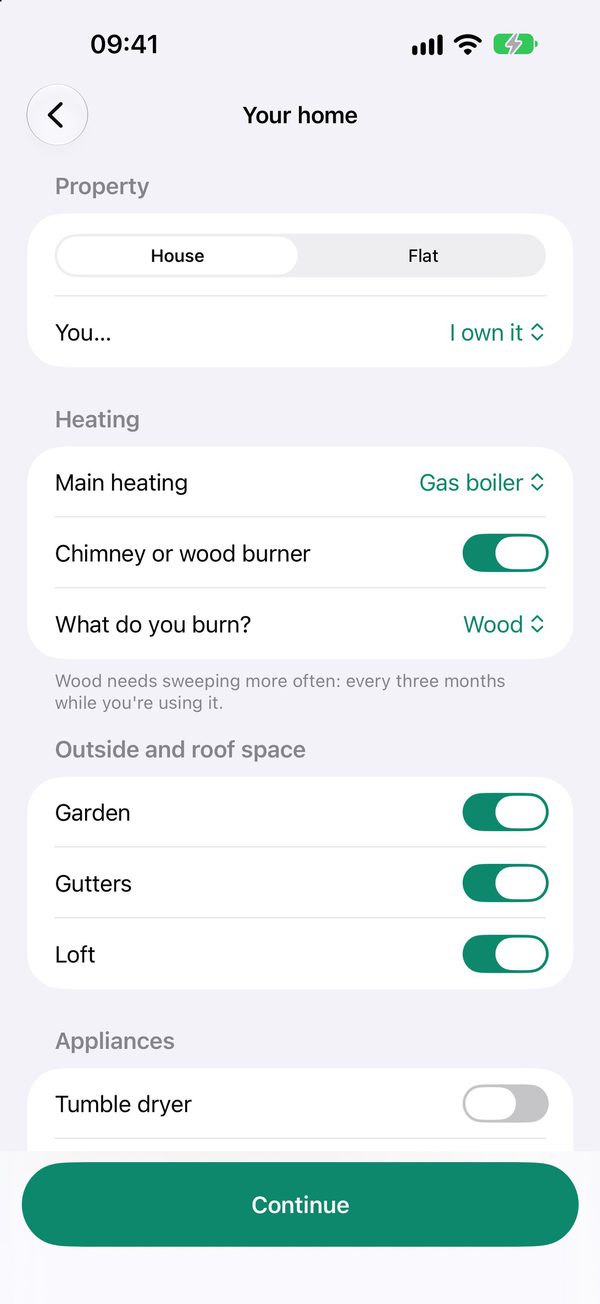 09:41
Your home
Property
House
Flat
You...
I own it
Heating
Main heating
Gas boiler
Chimney or wood burner
What do you burn?
Wood
Wood needs sweeping more often: every three months
while you're using it.
Outside and roof space
Garden
Gutters
Loft
Appliances
Tumble dryer
Continue